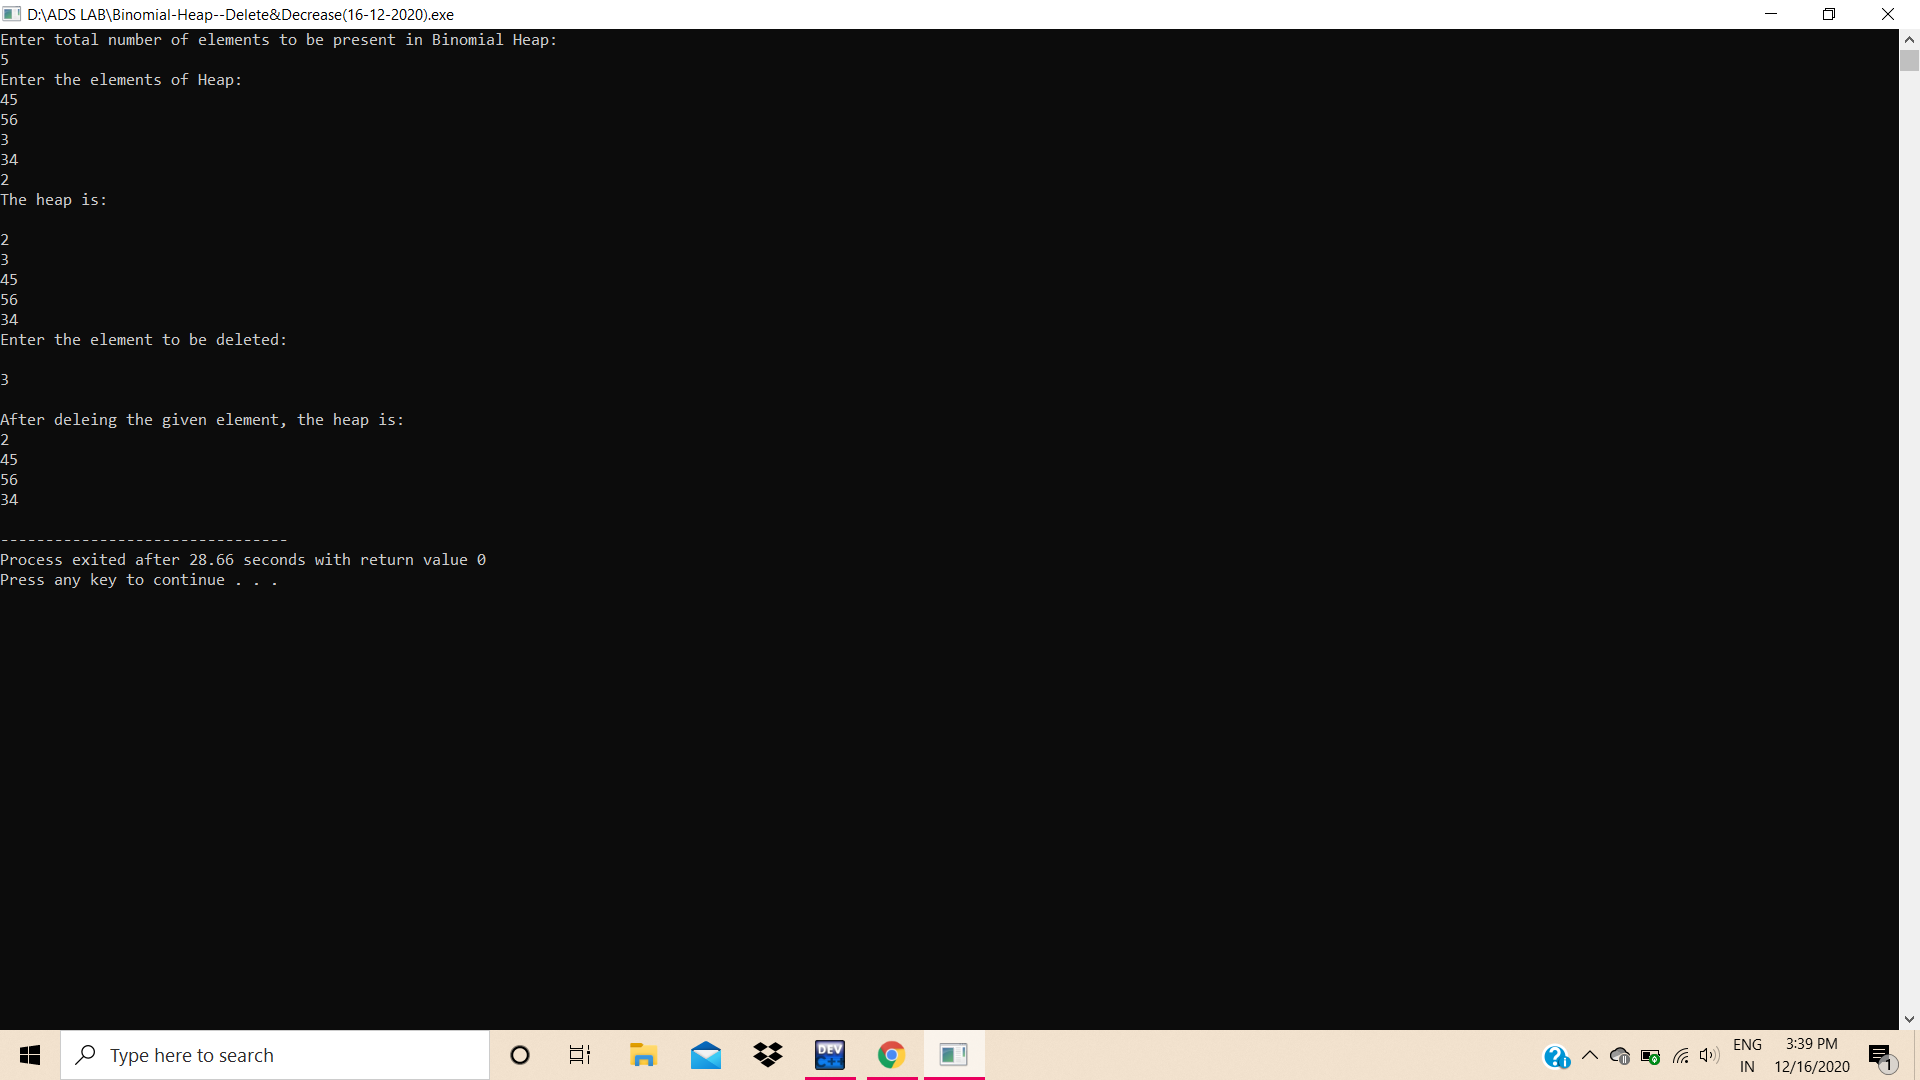 D:\ADS LAB\Binomial-Heap--Delete&Decrease(16-12-2020).exe
Enter total number of elements to be present in Binomial Heap:
5
Enter the elements of Heap:
45
56
3
34
2
The heap is:
2
3
45
56
34
Enter the element to be deleted:
3
After deleing the given element, the heap is:
2
45
56
34
--------------------------------
Process exited after 28.66 seconds with return value 0
Press any key to continue . . .
Type here to search
DEV
C++
ENG
IN
3:39 PM
12/16/2020
1